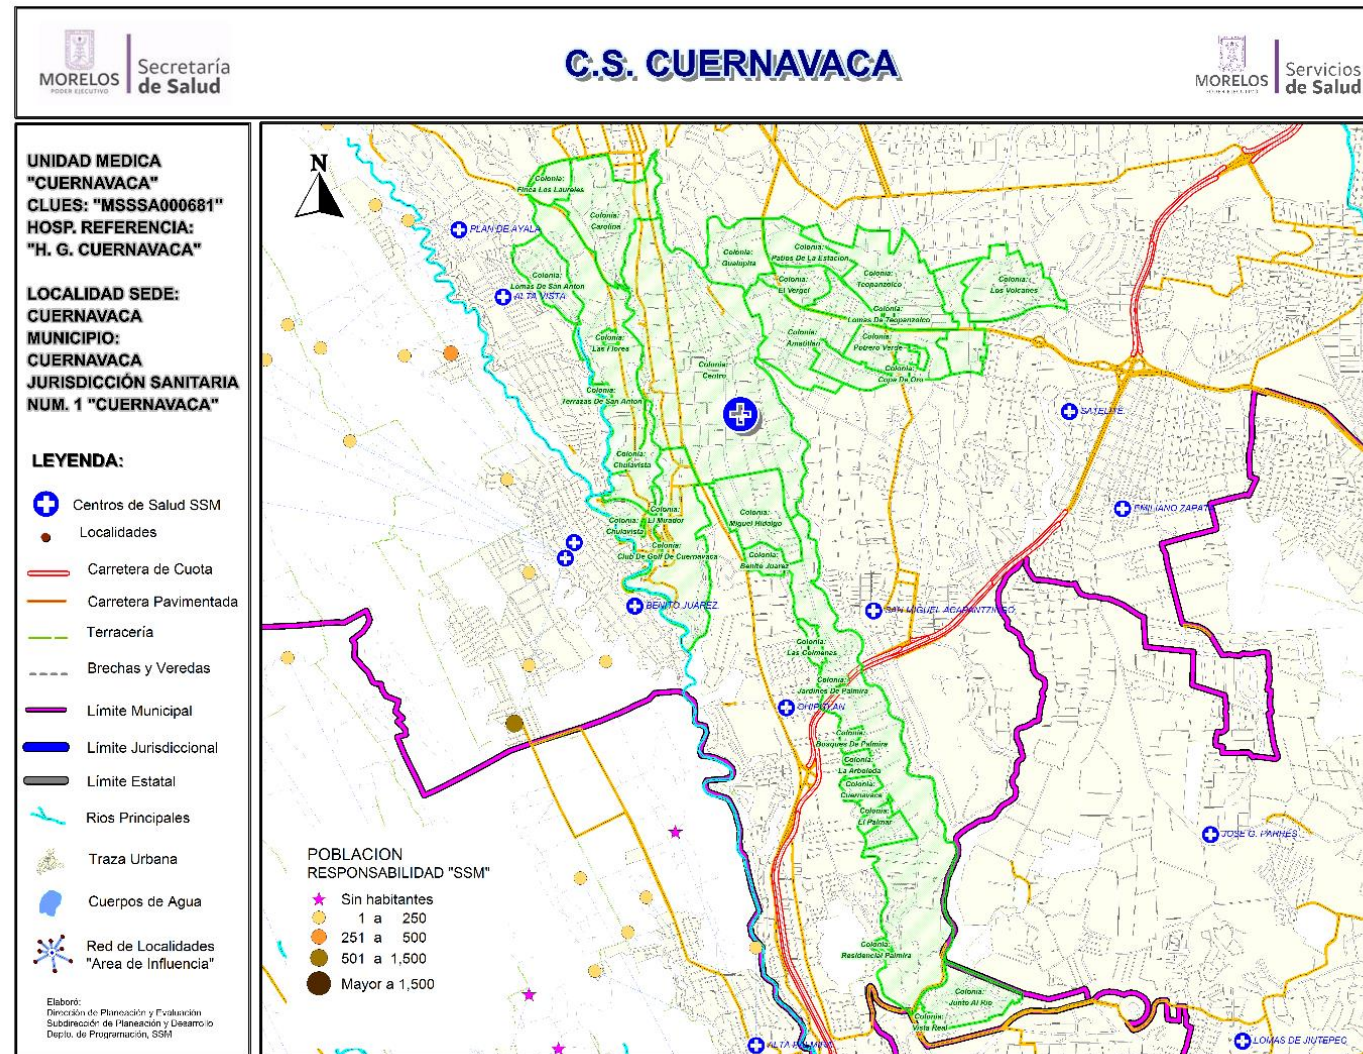 MORELOS
PODER EJECUTIVO
Secretaría
de Salud
C.S. CUERNAVACA
MORELOS
PODER EJECUTIVO
Servicios
de Salud
UNIDAD MEDICA
"CUERNAVACA"
CLUES: "MSSSA000681"
HOSP. REFERENCIA:
"H. G. CUERNAVACA"
LOCALIDAD SEDE:
CUERNAVACA
MUNICIPIO:
CUERNAVACA
JURISDICCIÓN SANITARIA
NUM. 1 "CUERNAVACA"
LEYENDA:
Centros de Salud SSM
Localidades
Carretera de Cuota
Carretera Pavimentada
Terracería
Brechas y Veredas
Límite Municipal
Límite Jurisdiccional
Límite Estatal
Rios Principales
Traza Urbana
Cuerpos de Agua
Red de Localidades
"Area de Influencia"
Elaboró:
Dirección de Planeación y Evaluación
Subdirección de Planeación y Desarrollo
Depto. de Programación, SSM
N
Colonia:
Finca Los Laureles
Colonia:
Carolina
PLAN DE AYALA
Colonia:
Lomas De San Anton
ALTA VISTA
Colonia:
Gualupita
Colonia:
Patios De La Estacion
Colonia:
El Vergel
Colonia:
Teopanzolco
Colonia:
Los Volcanes
Colonia:
Lomas De Teopanzolco
Colonia:
Las Flores
Colonia:
Amatitlan
Colonia:
Potrero Verde
Colonia:
Copa De Oro
Colonia:
Centro
Colonia:
Terrazas De San Anton
SATELITE
Colonia:
Chulavista
Colonia:
El Mirador
Colonia:
Chulavista
Colonia:
Miguel Hidalgo
EMILIANO ZAPATA
Colonia:
Club De Golf De Cuernavaca
Colonia:
Benito Juarez
BENITO JUÁREZ
SAN MIGUEL ACAPANTZINGO
Colonia:
Las Colmenas
Colonia:
Jardines De Palmira
CHIPITLAN
Colonia:
Bosques De Palmira
Colonia:
La Arboleda
Colonia:
Cuernavaca
Colonia:
El Palmar
JOSE G. PARRES
Colonia:
Residencial Palmira
Colonia:
Junto Al Rio
Colonia:
Vista Real
ALTA PALMIRA
LOMAS DE JIUTEPEC
POBLACION
RESPONSABILIDAD "SSM"
Sin habitantes
1 a 250
251 a 500
501 a 1,500
Mayor a 1,500